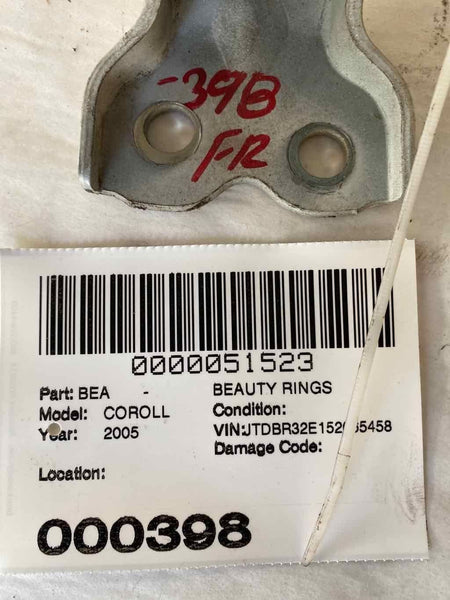 -398
FR
0000051523
Part: BEA - BEAUTY RINGS
Model: COROLL Condition:
Year: 2005
Damage Code:
Location:
000398